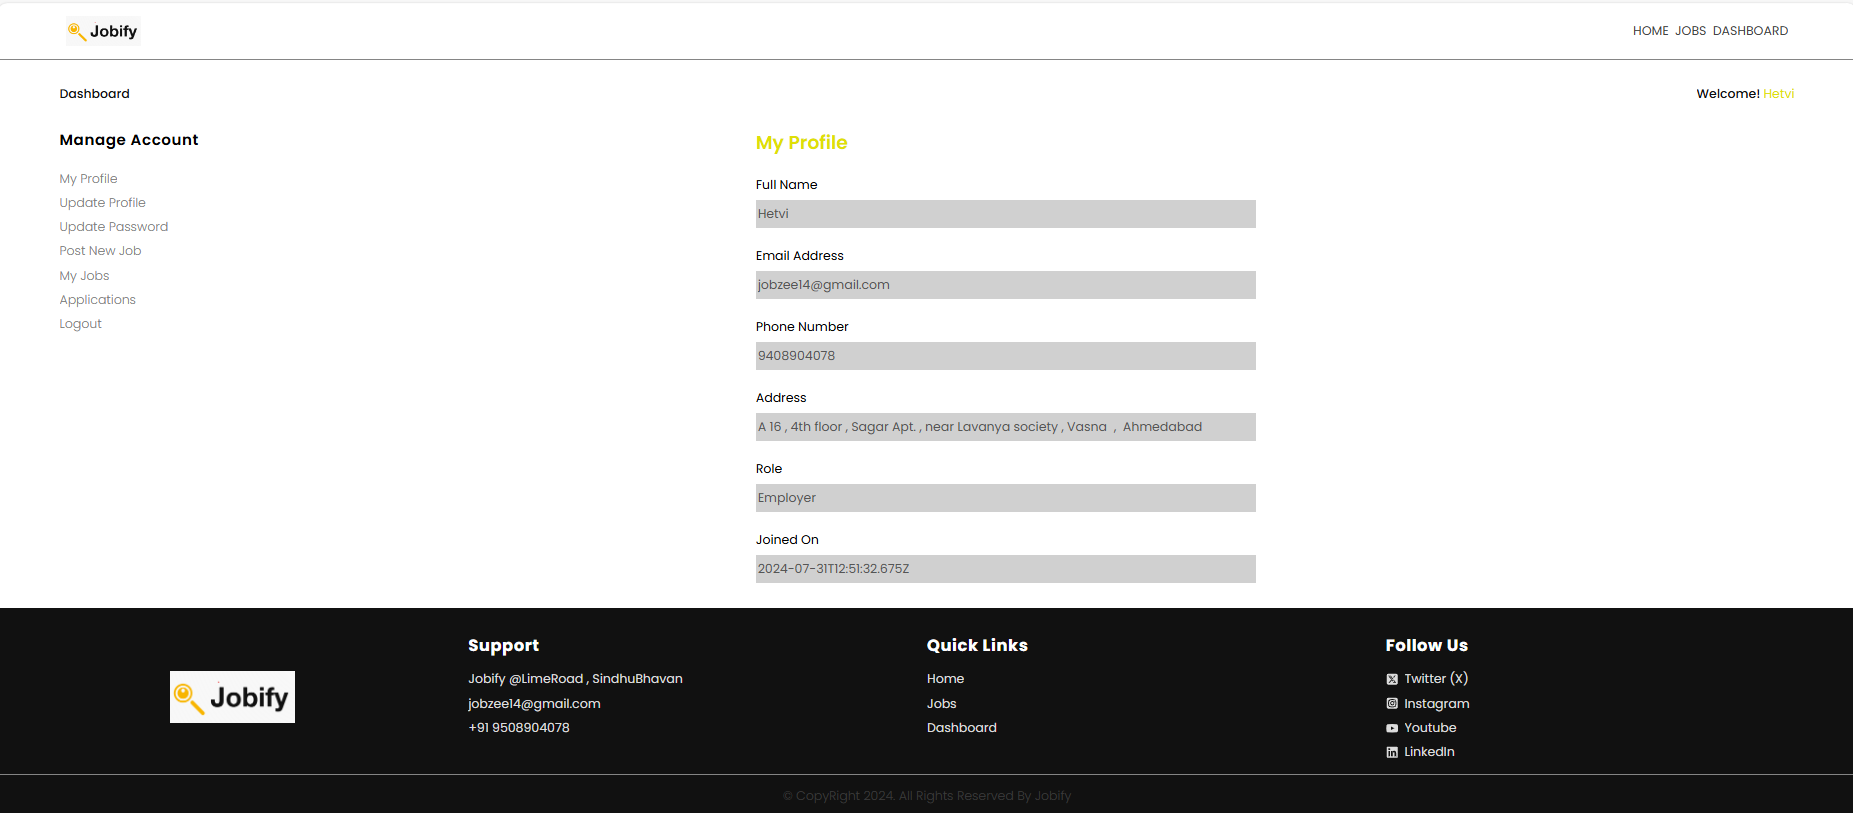 Jobify
HOME JOBS DASHBOARD
Dashboard
Welcome! Hetvi
Manage Account
My Profile
Update Profile
Update Password
Post New Job
My Jobs
Applications
Logout
My Profile
Full Name
Hetvi
Email Address
jobzee14@gmail.com
Phone Number
9408904078
Address
A 16 , 4th floor , Sagar Apt. , near Lavanya society , Vasna  ,  Ahmedabad
Role
Employer
Joined On
2024-07-31T12:51:32.675Z
Jobify
Support
Jobify @LimeRoad , SindhuBhavan
jobzee14@gmail.com
+91 9508904078
Quick Links
Home
Jobs
Dashboard
Follow Us
Twitter (X)
Instagram
Youtube
LinkedIn
© CopyRight 2024. All Rights Reserved By Jobify